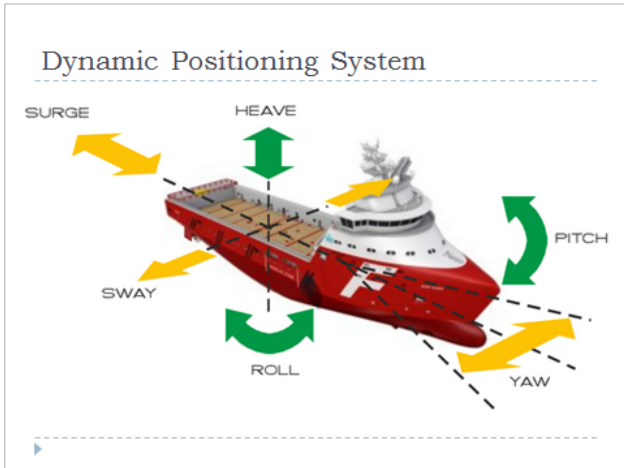 Dynamic Positioning System
SURGE
HEAVE
PITCH
SWAY
ROLL
YAW
F